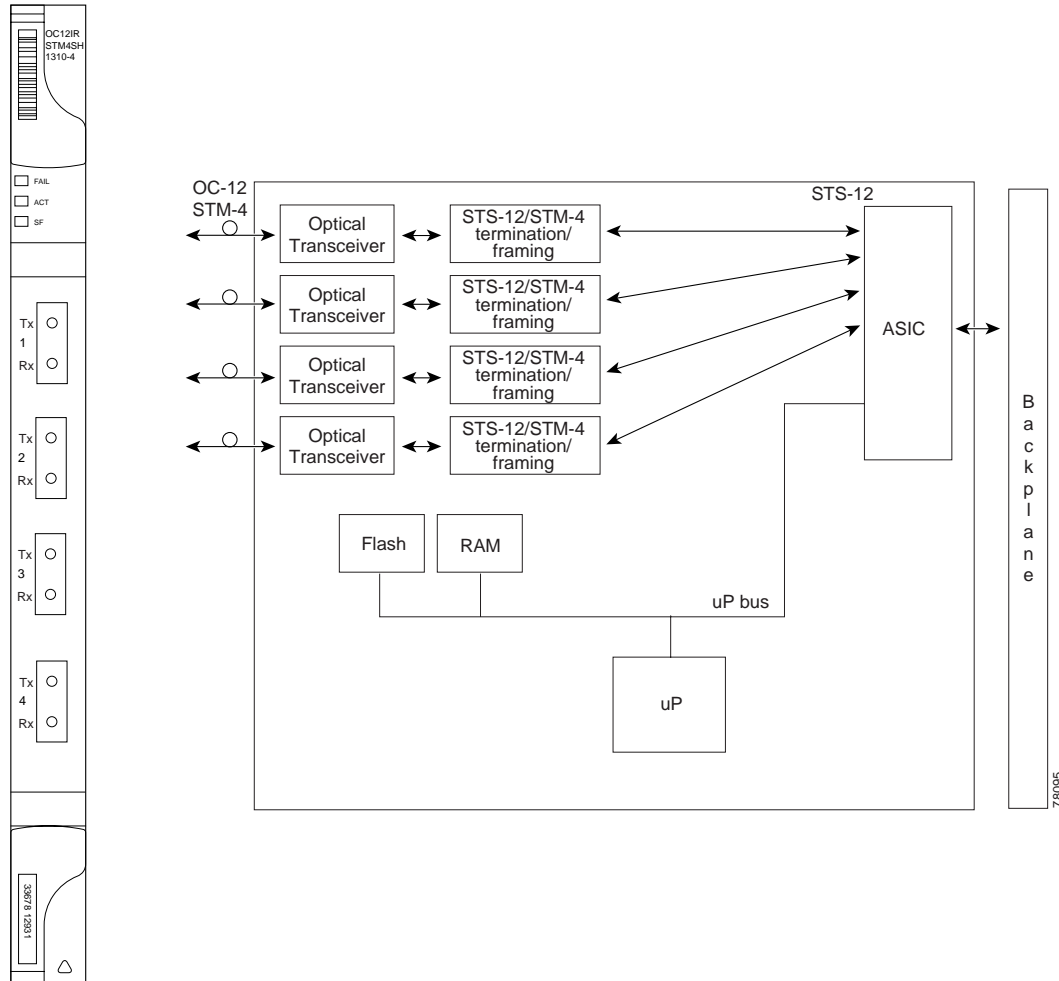 OC12IR
STM4SH
1310-4
FAIL
ACT
SF
Tx
1
Rx
Tx
2
Rx
Tx
3
Rx
Tx
4
Rx
33678 12931
OC-12
STM-4
STS-12
Optical
Transceiver
STS-12/STM-4
termination/
framing
Optical
Transceiver
STS-12/STM-4
termination/
framing
Optical
Transceiver
STS-12/STM-4
termination/
framing
Optical
Transceiver
STS-12/STM-4
termination/
framing
ASIC
Flash
RAM
uP bus
uP
Backplane
78095